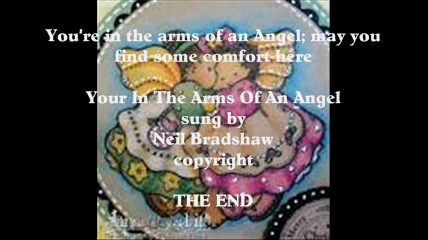 You're in the arms of an Angel; may you
find some comfort here
Your In The Arms Of An Angel
sung by
Neil Bradshaw
copyright
THE END
Merry